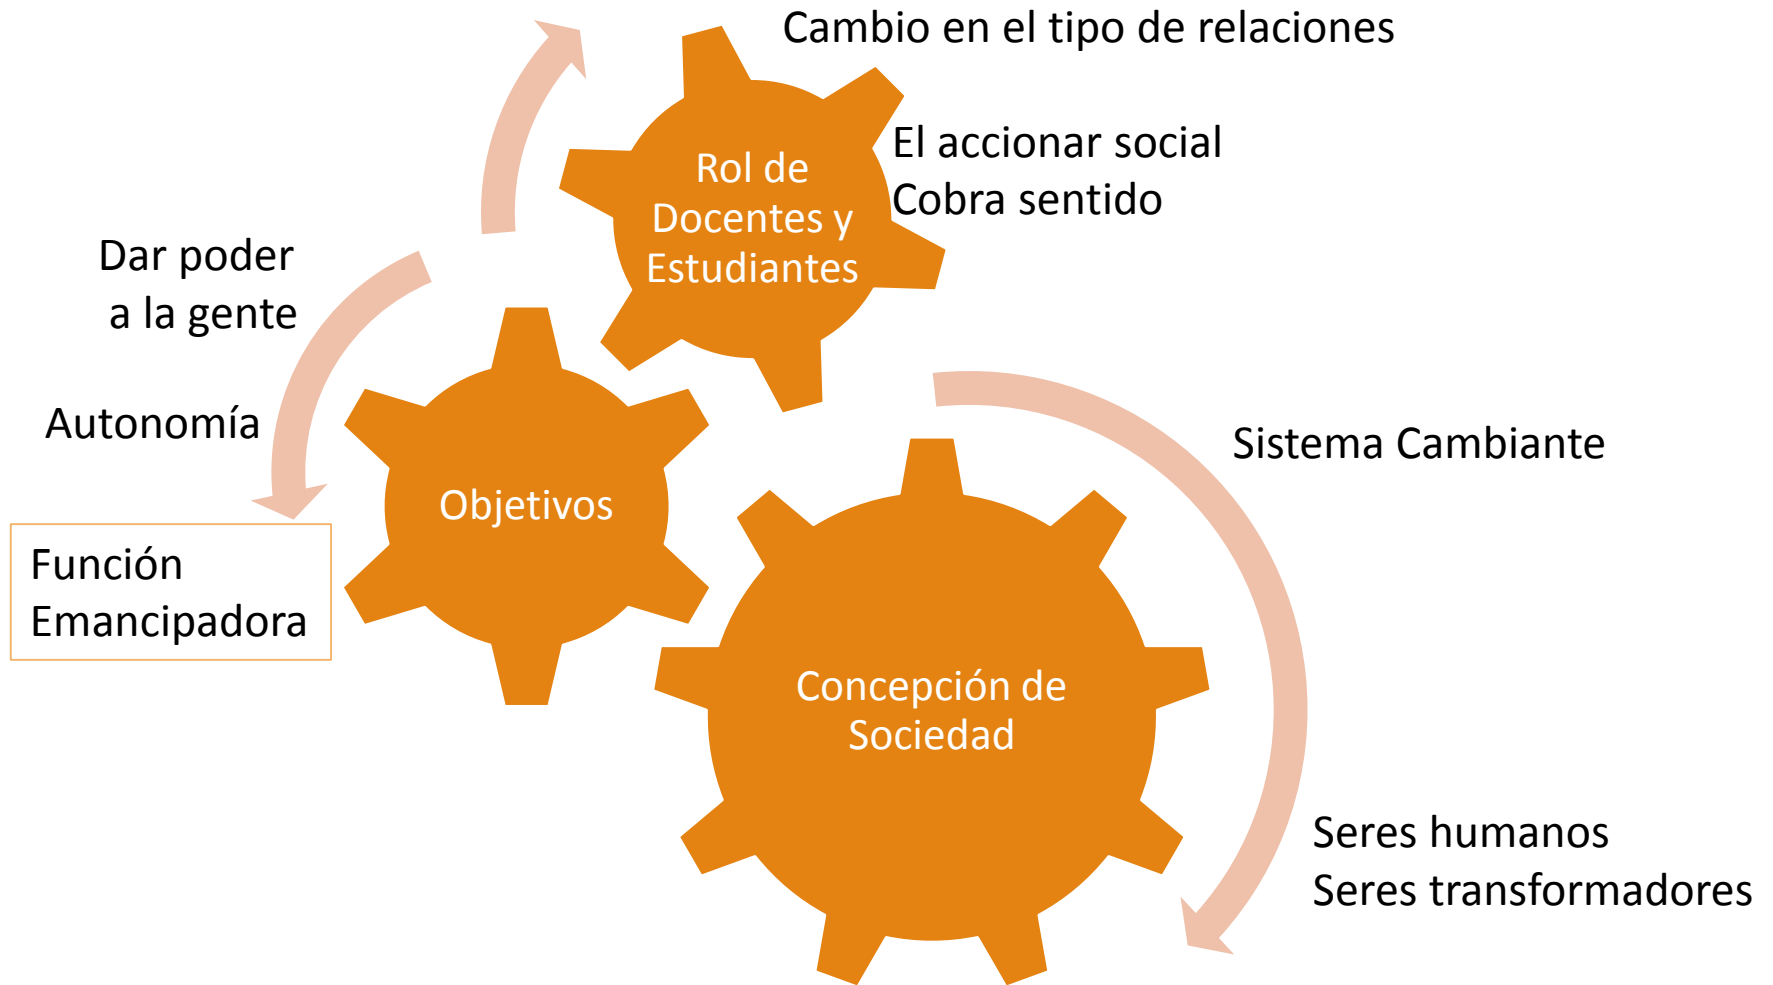 Cambio en el tipo de relaciones
El accionar social
Cobra sentido
Rol de
Docentes y
Estudiantes
Dar poder
a la gente
Autonomía
Función
Emancipadora
Objetivos
Sistema Cambiante
Concepción de
Sociedad
Seres humanos
Seres transformadores